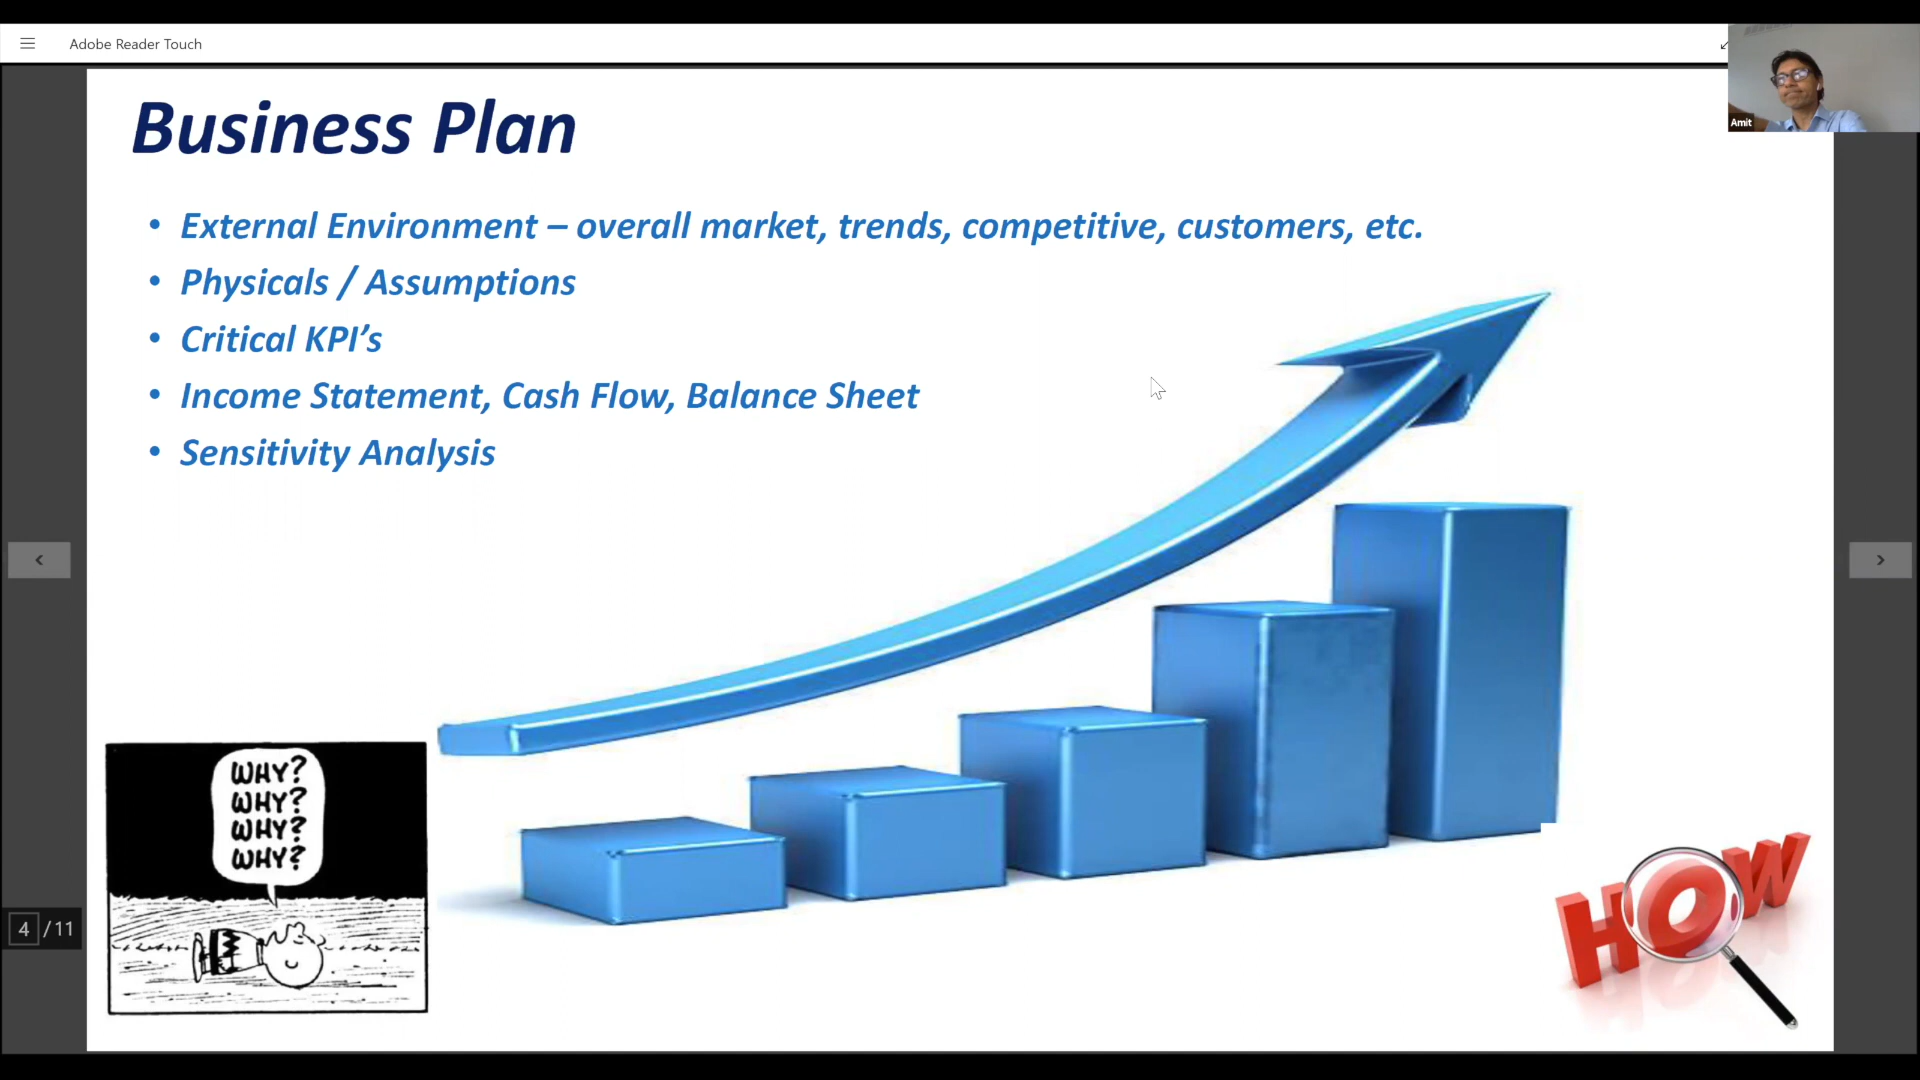 Adobe Reader Touch
Amit
Business Plan
• External Environment – overall market, trends, competitive, customers, etc.
• Physicals / Assumptions
• Critical KPI’s
• Income Statement, Cash Flow, Balance Sheet
• Sensitivity Analysis
WHY?
WHY?
WHY?
WHY?
HOW
4 / 11